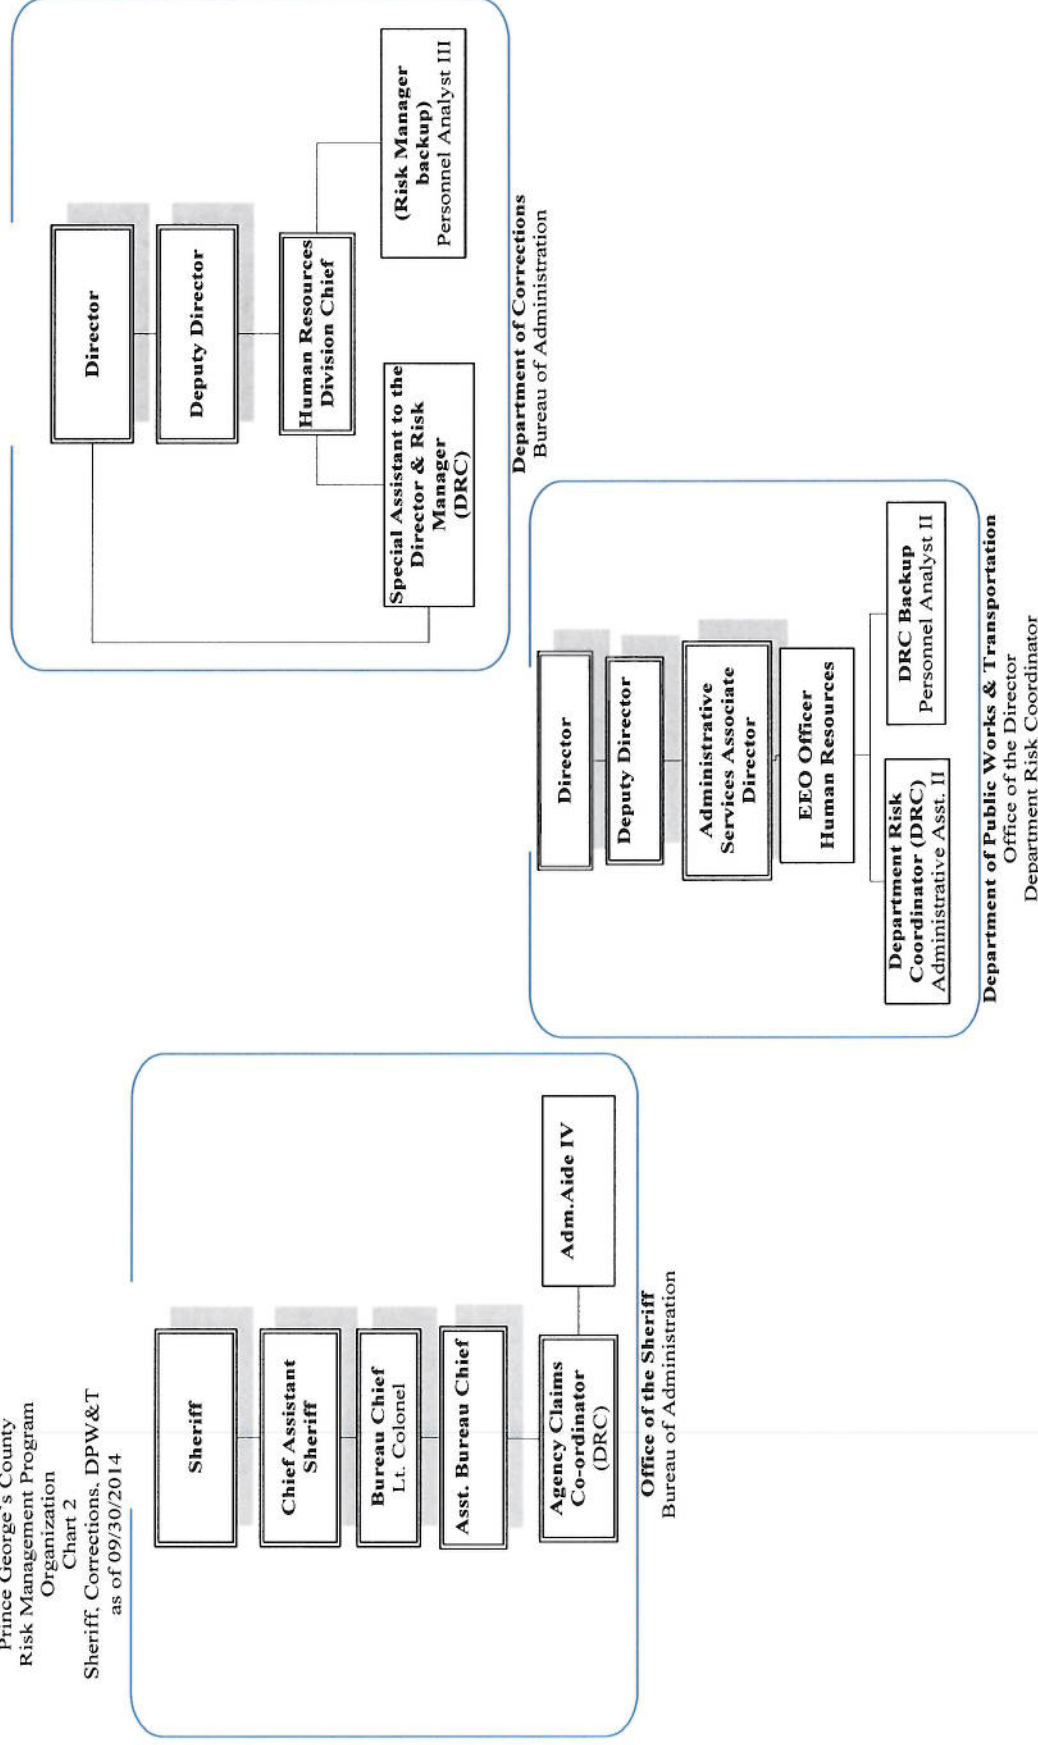 Prince George's County
Risk Management Program
Organization
Chart 2
Sheriff, Corrections, DPW&T
as of 09/30/2014
Sheriff
Chief Assistant
Sheriff
Bureau Chief
Lt. Colonel
Asst. Bureau Chief
Agency Claims
Co-ordinator
(DRC)
Adm.Aide IV
Office of the Sheriff
Bureau of Administration
Director
Deputy Director
Administrative
Services Associate
Director
EEO Officer
Human Resources
Department Risk
Coordinator (DRC)
Administrative Asst. II
DRC Backup
Personnel Analyst II
Department of Public Works & Transportation
Office of the Director
Department Risk Coordinator
Director
Deputy Director
Human Resources
Division Chief
Special Assistant to the
Director & Risk
Manager
(DRC)
(Risk Manager
backup)
Personnel Analyst III
Department of Corrections
Bureau of Administration